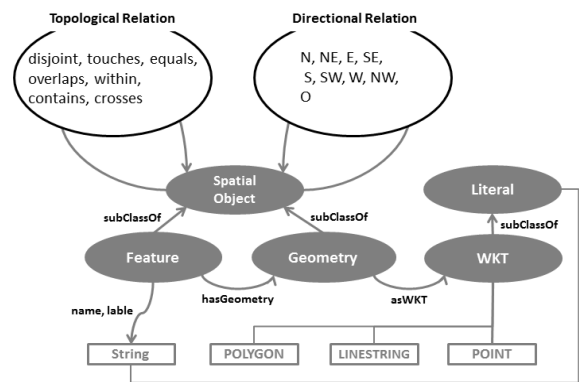 Topological Relation
Directional Relation
disjoint, touches, equals,
overlaps, within,
contains, crosses
N, NE, E, SE,
S, SW, W, NW,
O
Spatial
Object
Literal
subClassOf
subClassOf
subClassOf
Feature
Geometry
WKT
hasGeometry
asWKT
name, lable
String
POLYGON
LINESTRING
POINT